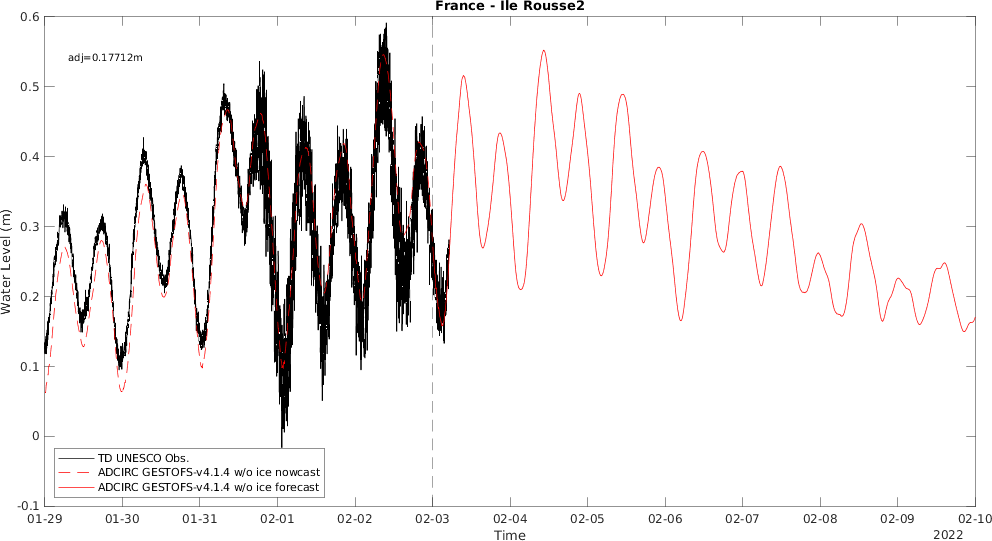 France - Ile Rousse2
adj=0.17712m
0.6
0.5
0.4
0.3
0.2
0.1
0
-0.1
Water Level (m)
TD UNESCO Obs.
ADCIRC GESTOFS-v4.1.4 w/o ice nowcast
ADCIRC GESTOFS-v4.1.4 w/o ice forecast
01-29 01-30 01-31 02-01 02-02 02-03 02-04 02-05 02-06 02-07 02-08 02-09 02-10
Time
2022